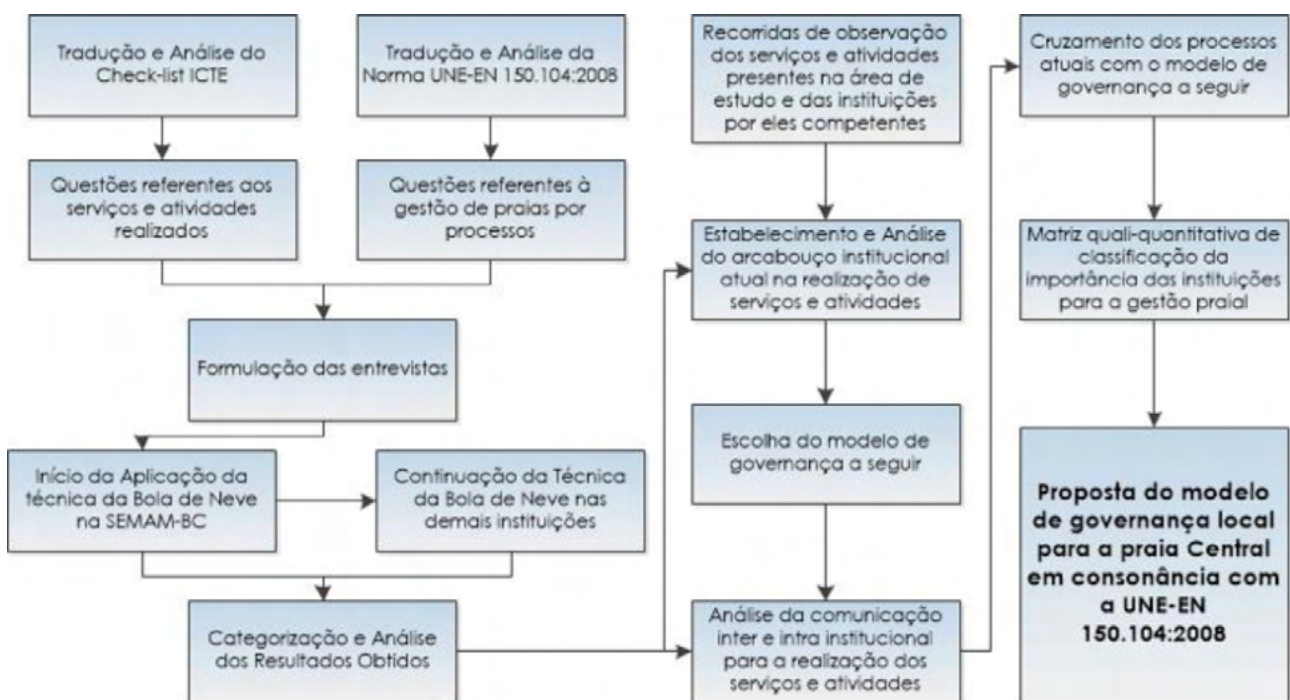 Tradução e Análise do
Check-list ICTE
Tradução e Análise da
Norma UNE-EN 150.104:2008
Questões referentes aos
serviços e atividades
realizados
Questões referentes à
gestão de praias por
processos
Formulação das entrevistas
Início da Aplicação da
técnica da Bola de Neve
na SEMAM-BC
Continuação da Técnica
da Bola de Neve nas
demais instituições
Categorização e Análise
dos Resultados Obtidos
Recorridas de observação
dos serviços e atividades
presentes na área de
estudo e das instituições
por eles competentes
Estabelecimento e Análise
do arcabouço institucional
atual na realização de
serviços e atividades
Escolha do modelo de
governança a seguir
Análise da comunicação
inter e intra institucional
para a realização dos
serviços e atividades
Cruzamento dos processos
atuais com o modelo de
governança a seguir
Matriz quali-quantitativa de
classificação da
importância das instituições
para a gestão praial
Proposta do modelo
de governança local
para a praia Central
em consonância com
a UNE-EN
150.104:2008